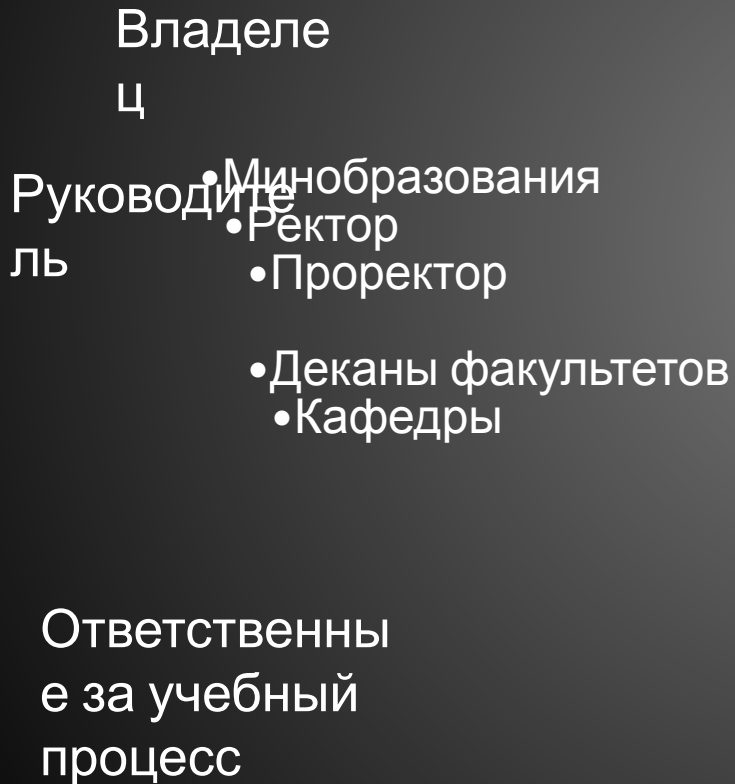 Владеле
ц
•Минобразования
Руководите
•Ректор
ль
•Проректор
•Деканы факультетов
•Кафедры
Ответственны
е за учебный
процесс